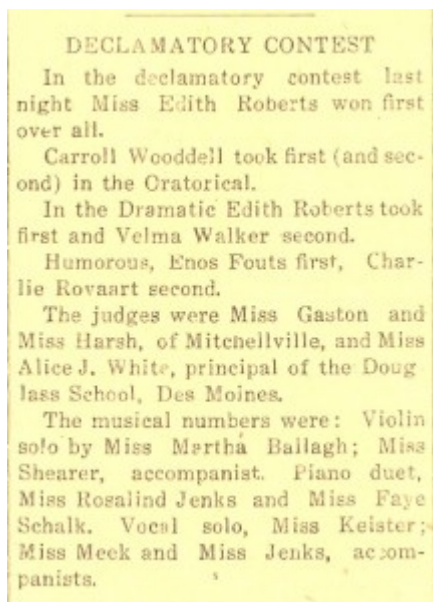 DECLAMATORY CONTEST
In the declamatory contest last
night Miss Edith Roberts won first
over all.
Carroll Wooddell took first (and sec-
ond) in the Oratorical.
In the Dramatic Edith Roberts took
first and Velma Walker second.
Humorous, Enos Fouts first, Char-
lie Rovaart second.
The judges were Miss Gaston and
Miss Harsh, of Mitchellville, and Miss
Alice J. White, principal of the Doug
lass School, Des Moines.
The musical numbers were: Violin
solo by Miss Martha Ballagh; Miss
Shearer, accompanist. Piano duet,
Miss Rosalind Jenks and Miss Faye
Schalk. Vocal solo, Miss Keister;
Miss Meek and Miss Jenks, accom-
panists.